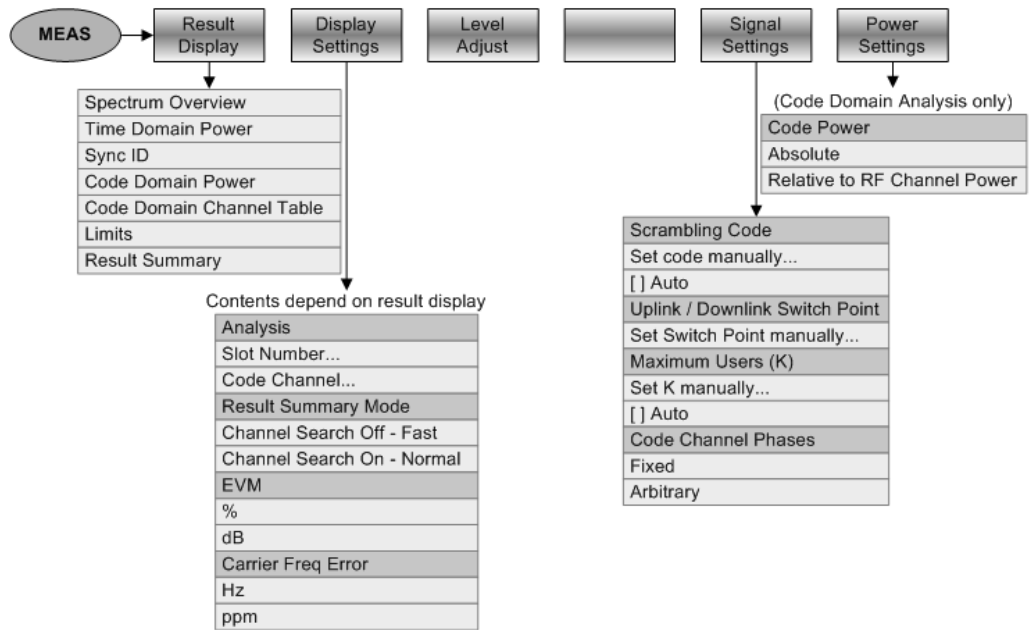 MEAS
Result
Display
Display
Settings
Level
Adjust
Signal
Settings
Power
Settings
Spectrum Overview
Time Domain Power
Sync ID
Code Domain Power
Code Domain Channel Table
Limits
Result Summary
Contents depend on result display
Analysis
Slot Number...
Code Channel...
Result Summary Mode
Channel Search Off - Fast
Channel Search On - Normal
EVM
%
dB
Carrier Freq Error
Hz
ppm
Scrambling Code
Set code manually...
[ ] Auto
Uplink / Downlink Switch Point
Set Switch Point manually...
Maximum Users (K)
Set K manually...
[ ] Auto
Code Channel Phases
Fixed
Arbitrary
(Code Domain Analysis only)
Code Power
Absolute
Relative to RF Channel Power